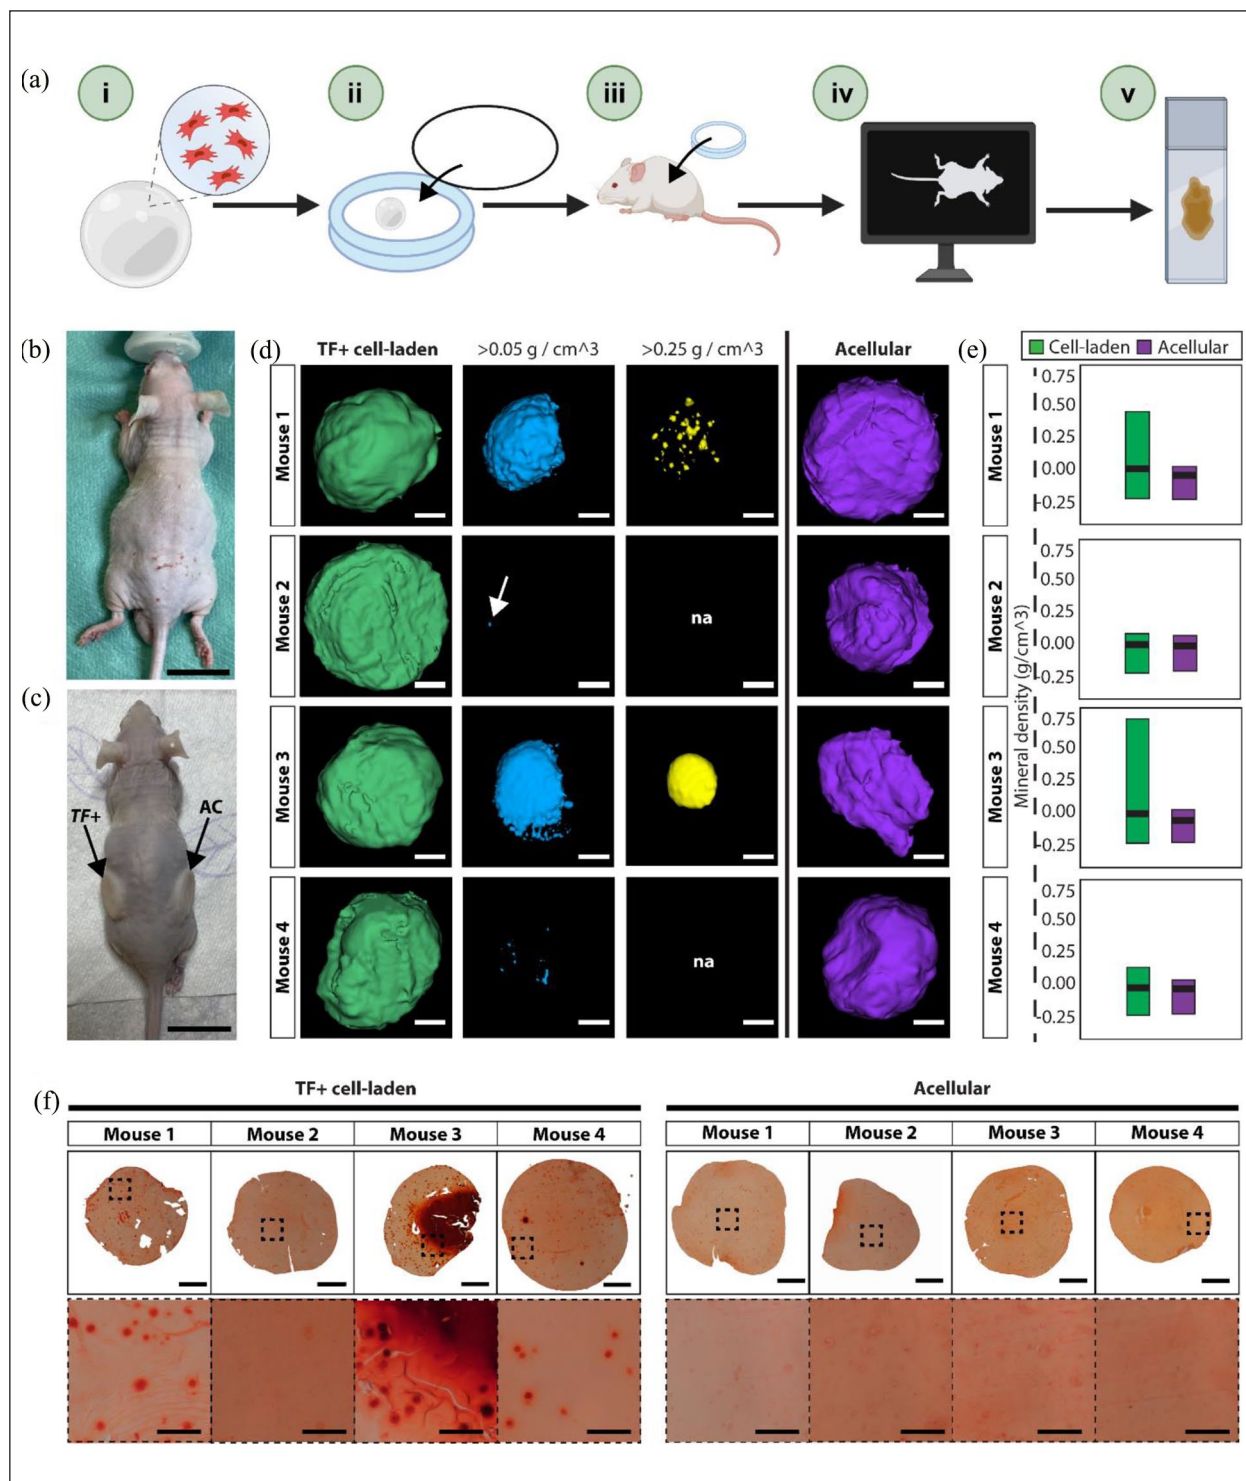 (a)
i
ii
iii
iv
v
(b)
(c)
TF+
AC
(d)
TF+ cell-laden
>0.05 g / cm^3
>0.25 g / cm^3
Acellular
Mouse 1
Mouse 2
na
Mouse 3
Mouse 4
na
(e)
Cell-laden
Acellular
Mineral density (g/cm^3)
Mouse 1
0.75
0.50
0.25
0.00
-0.25
Mouse 2
0.75
0.50
0.25
0.00
-0.25
Mouse 3
0.75
0.50
0.25
0.00
-0.25
Mouse 4
0.75
0.50
0.25
0.00
-0.25
(f)
TF+ cell-laden
Acellular
Mouse 1 Mouse 2 Mouse 3 Mouse 4 Mouse 1 Mouse 2 Mouse 3 Mouse 4